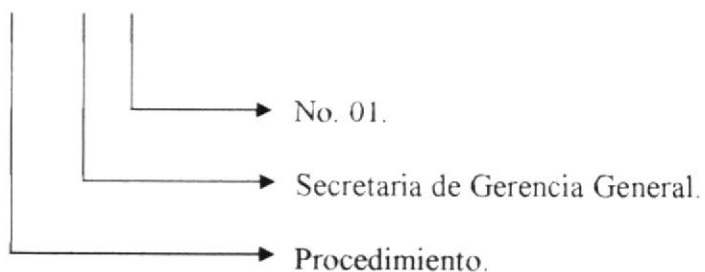 No. 01.
Secretaria de Gerencia General.
Procedimiento.